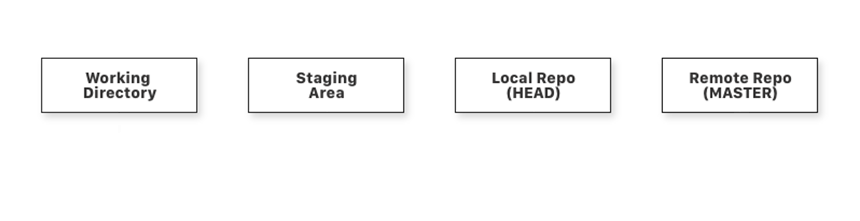 Working
Directory
Staging
Area
Local Repo
(HEAD)
Remote Repo
(MASTER)